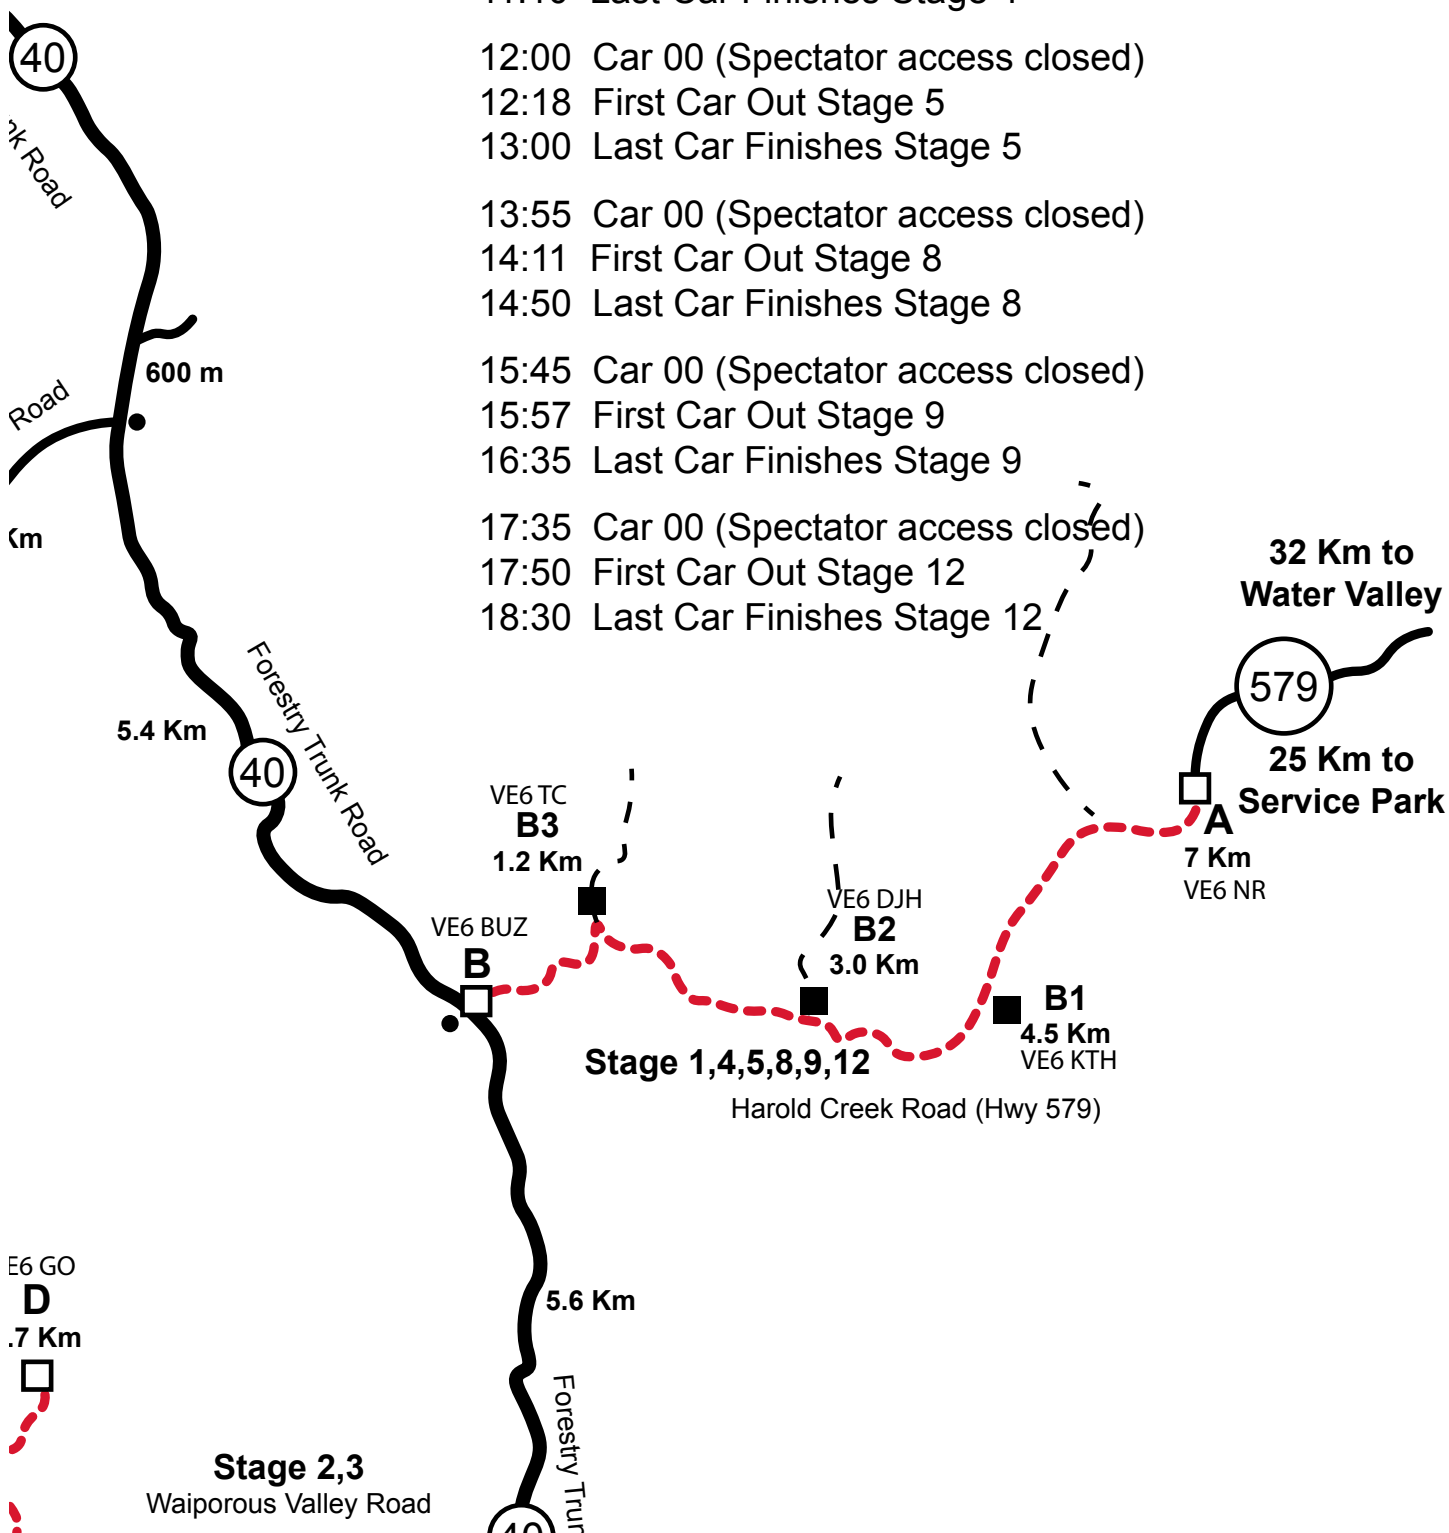 40
Road
12:00 Car 00 (Spectator access closed)
12:18 First Car Out Stage 5
13:00 Last Car Finishes Stage 5
13:55 Car 00 (Spectator access closed)
14:11 First Car Out Stage 8
14:50 Last Car Finishes Stage 8
600 m
Road
15:45 Car 00 (Spectator access closed)
15:57 First Car Out Stage 9
16:35 Last Car Finishes Stage 9
Km
17:35 Car 00 (Spectator access closed)
17:50 First Car Out Stage 12
18:30 Last Car Finishes Stage 12
32 Km to
Water Valley
579
25 Km to
Service Park
A
7 Km
VE6 NR
5.4 Km
40
Forestry Trunk Road
VE6 TC
B3
1.2 Km
VE6 BUZ
B
VE6 DJH
B2
3.0 Km
B1
4.5 Km
VE6 KTH
Stage 1,4,5,8,9,12
Harold Creek Road (Hwy 579)
E6 GO
D
.7 Km
5.6 Km
Stage 2,3
Waiporous Valley Road
Forestry Trun
40